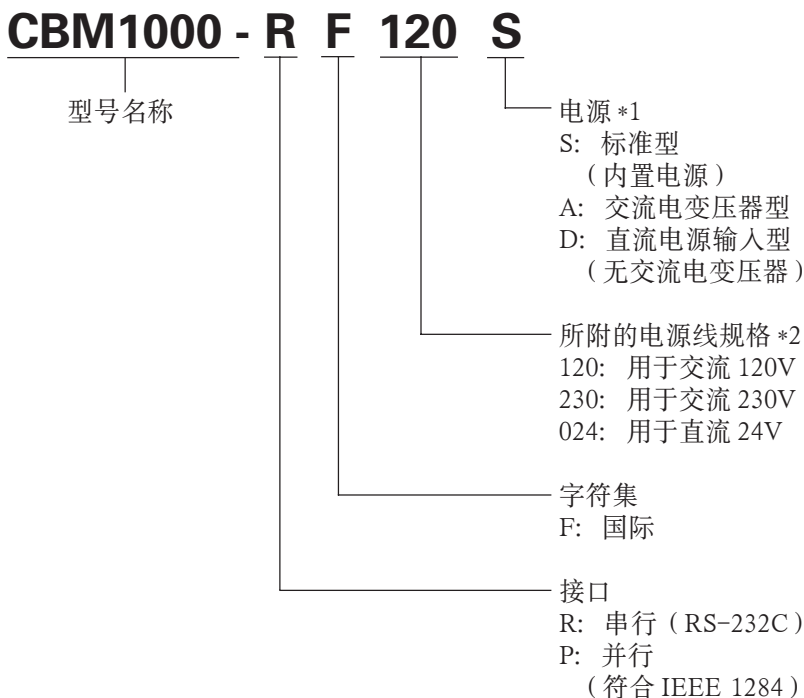 CBM1000 - R F 120 S
型号名称
电源 *1
S: 标准型
（内置电源）
A: 交流电变压器型
D: 直流电源输入型
（无交流电变压器）
所附的电源线规格 *2
120: 用于交流 120V
230: 用于交流 230V
024: 用于直流 24V
字符集
F: 国际
接口
R: 串行（RS-232C）
P: 并行
（符合 IEEE 1284）